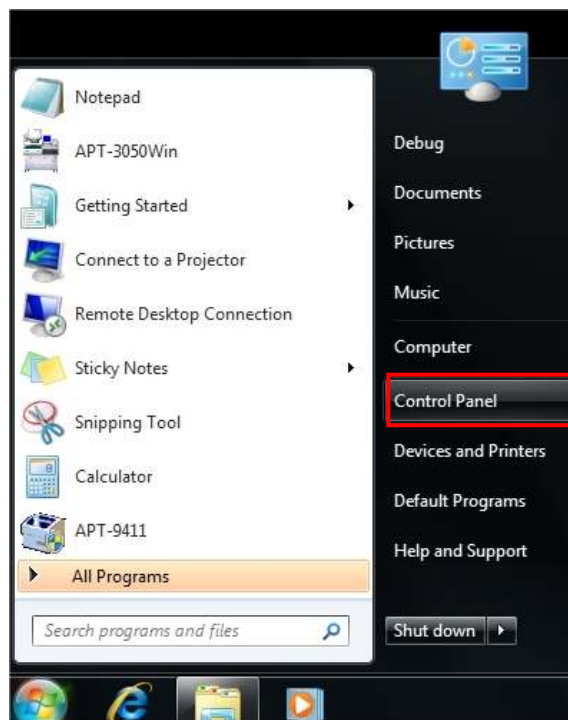 Notepad
APT-3050Win
Getting Started
Connect to a Projector
Remote Desktop Connection
Sticky Notes
Snipping Tool
Calculator
APT-9411
All Programs
Search programs and files
Debug
Documents
Pictures
Music
Computer
Control Panel
Devices and Printers
Default Programs
Help and Support
Shut down